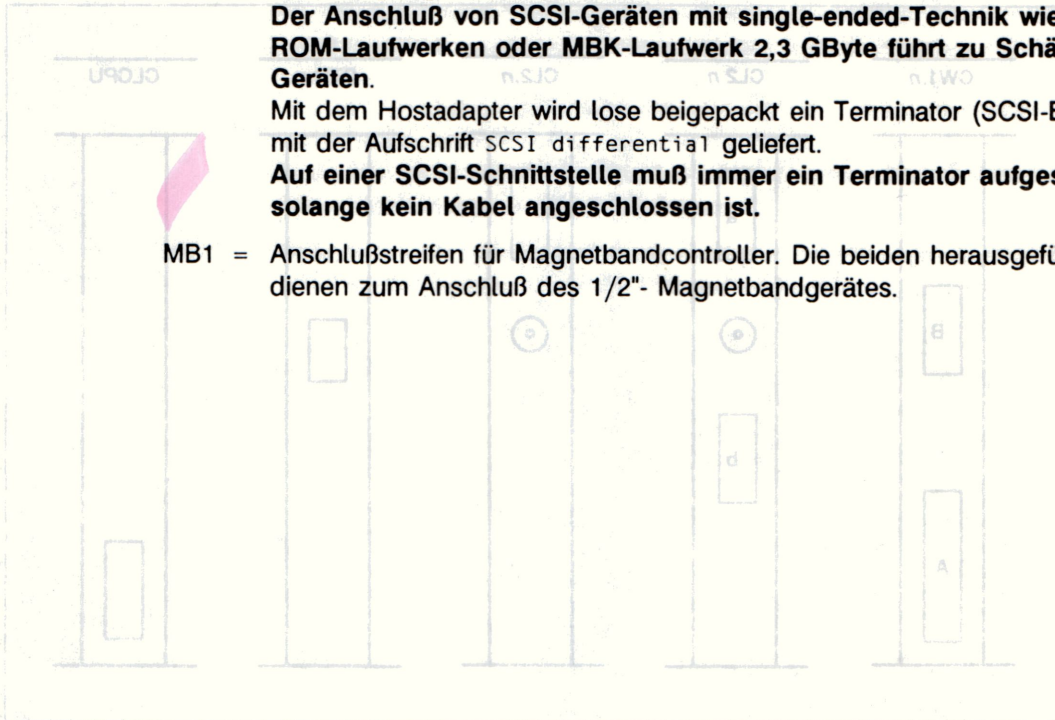 Der Anschluß von SCSI-Geräten mit single-ended-Technik wie
ROM-Laufwerken oder MBK-Laufwerk 2,3 GByte führt zu Schä
Geräten.
Mit dem Hostadapter wird lose beigepackt ein Terminator (SCSI-
mit der Aufschrift SCSI differential geliefert.
Auf einer SCSI-Schnittstelle muß immer ein Terminator aufges
solange kein Kabel angeschlossen ist.
MB1 = Anschlußstreifen für Magnetbandcontroller. Die beiden herausgefü
dienen zum Anschluß des 1/2"- Magnetbandgerätes.